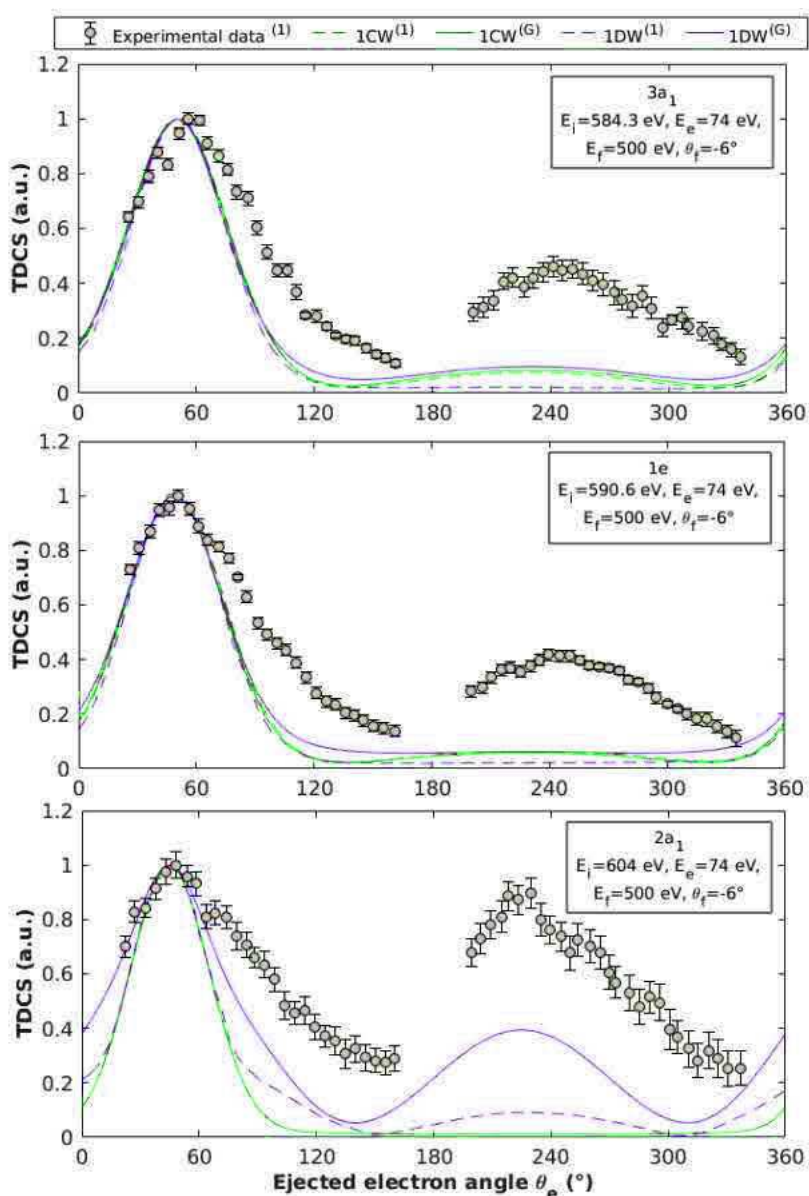 Experimental data (1) 1CW(1) 1CW(G) 1DW(1) 1DW(G)
1.2
1
0.8
0.6
0.4
0.2
0
TDCS (a.u.)
3a1
Ei=584.3 eV, Ee=74 eV,
Ef=500 eV, θf=-6°
0 60 120 180 240 300 360
1.2
1
0.8
0.6
0.4
0.2
0
TDCS (a.u.)
1e
Ei=590.6 eV, Ee=74 eV,
Ef=500 eV, θf=-6°
0 60 120 180 240 300 360
1.2
1
0.8
0.6
0.4
0.2
0
TDCS (a.u.)
2a1
Ei=604 eV, Ee=74 eV,
Ef=500 eV, θf=-6°
0 60 120 180 240 300 360
Ejected electron angle θe (°)